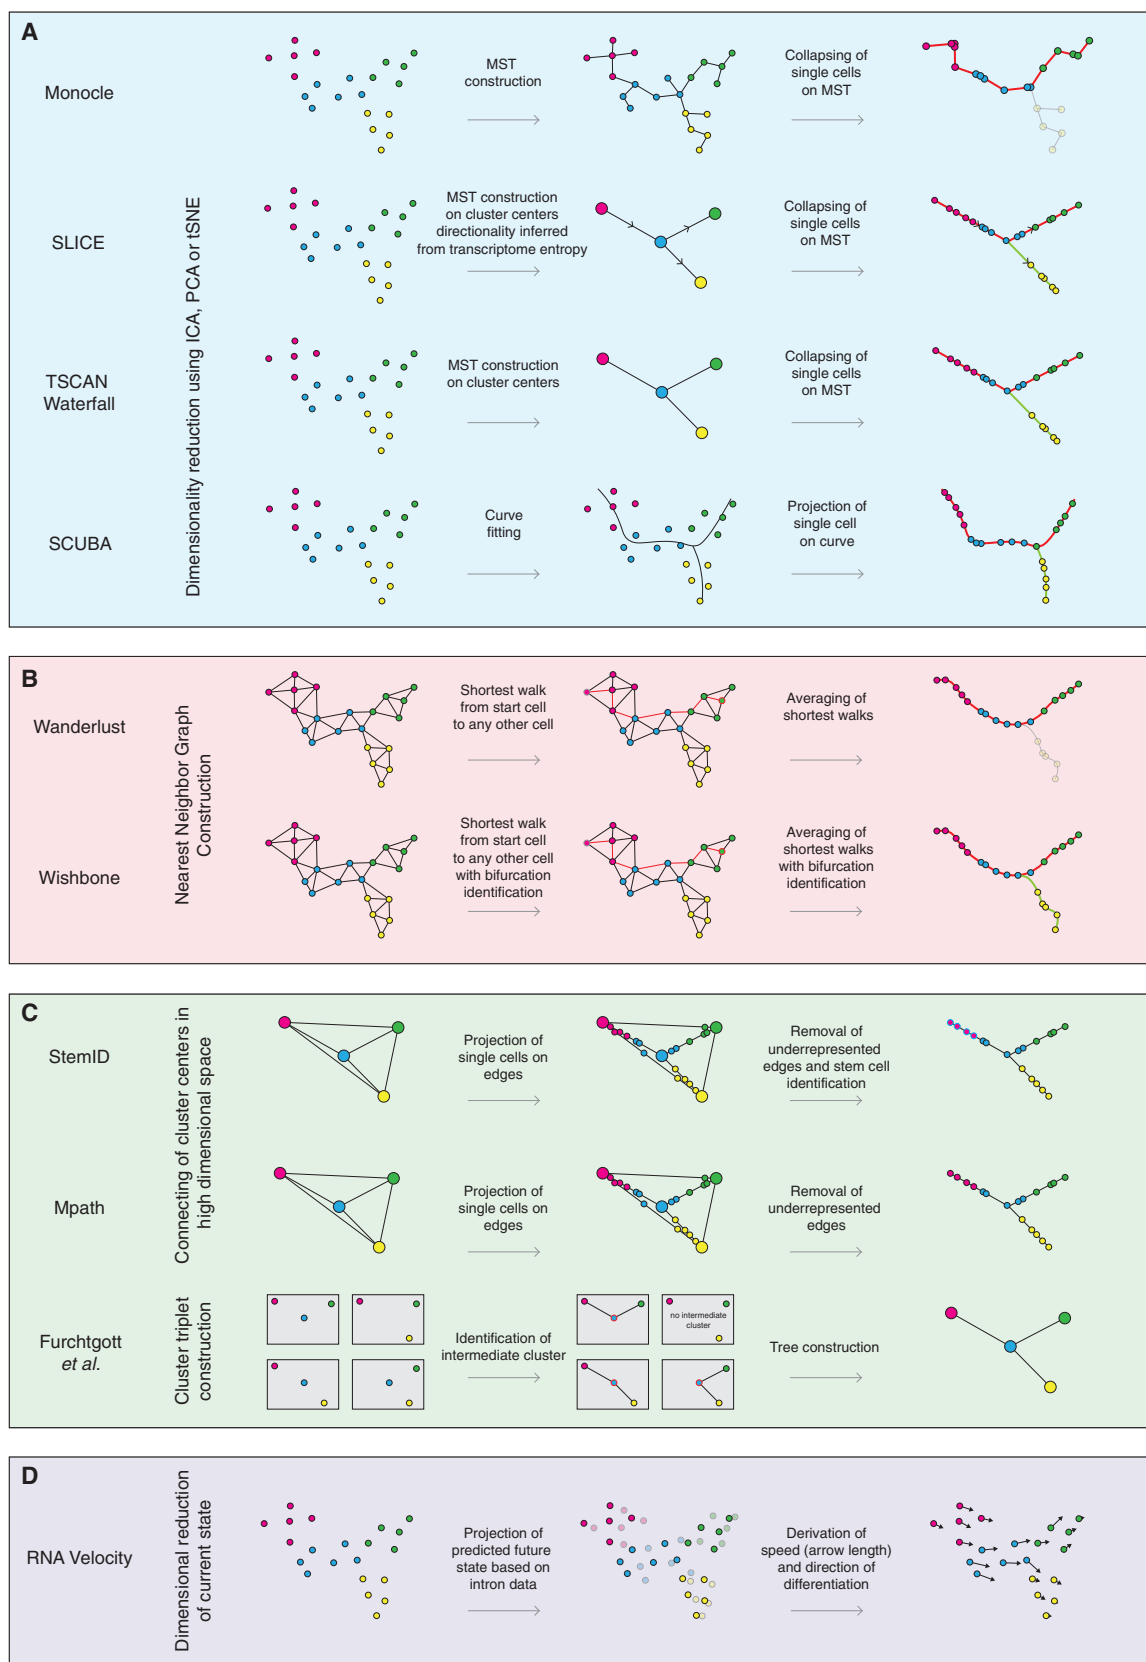 A
Dimensionality reduction using ICA, PCA or tSNE
Monocle
MST
construction
Collapsing of
single cells
on MST
SLICE
MST construction
on cluster centers
directionality inferred
from transcriptome entropy
Collapsing of
single cells
on MST
TSCAN
Waterfall
MST construction
on cluster centers
Collapsing of
single cells
on MST
SCUBA
Curve
fitting
Projection of
single cell
on curve
B
Nearest Neighbor Graph
Construction
Wanderlust
Shortest walk
from start cell
to any other cell
Averaging of
shortest walks
Wishbone
Shortest walk
from start cell
to any other cell
with bifurcation
identification
Averaging of
shortest walks
with bifurcation
identification
C
Connecting of cluster centers in
high dimensional space
StemID
Projection of
single cells on
edges
Removal of
underrepresented
edges and stem cell
identification
Mpath
Projection of
single cells on
edges
Removal of
underrepresented
edges
Furchtgott
et al.
Cluster triplet
construction
Identification of
intermediate cluster
no intermediate
cluster
Tree construction
D
Dimensional reduction
of current state
RNA Velocity
Projection of
predicted future
state based on
intron data
Derivation of
speed (arrow length)
and direction of
differentiation